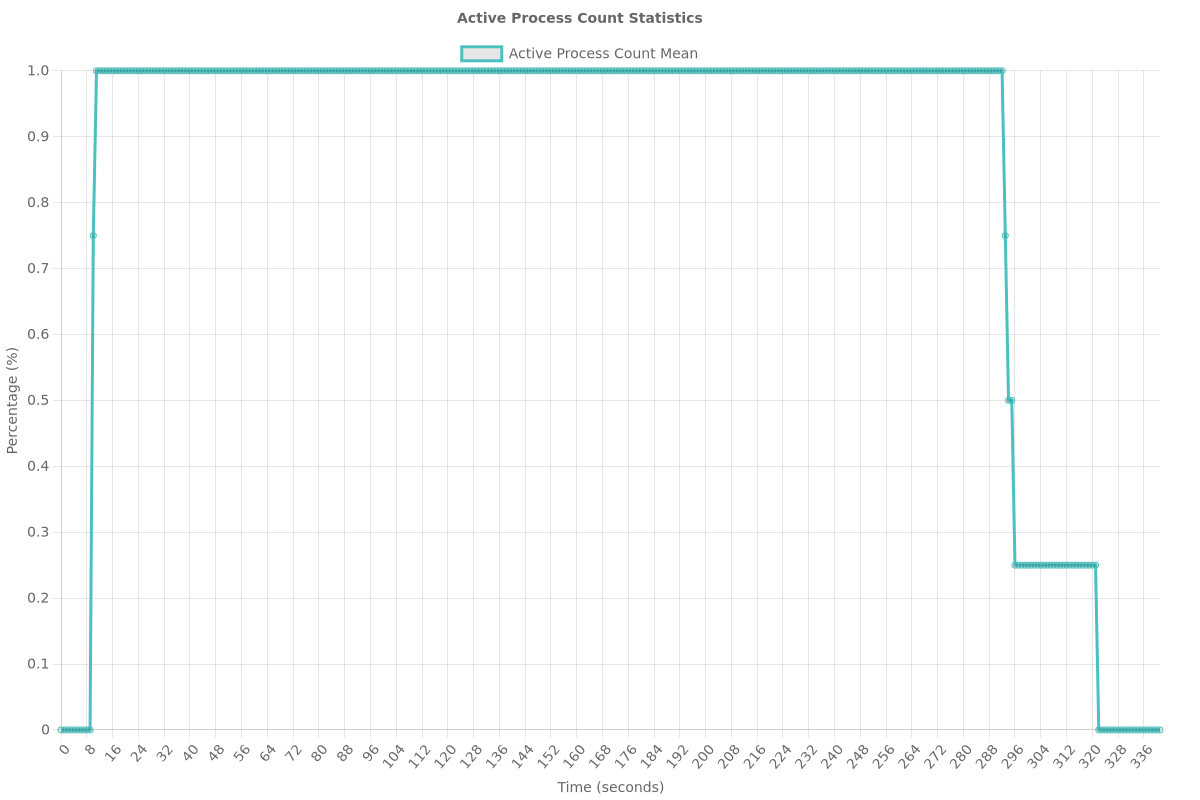 Active Process Count Statistics
Active Process Count Mean
1.0
0.9
0.8
0.7
0.6
0.5
0.4
0.3
0.2
0.1
0
Percentage (%)
0 8 16 24 32 40 48 56 64 72 80 88 96 104 112 120 128 136 144 152 160 168 176 184 192 200 208 216 224 232 240 248 256 264 272 280 288 296 304 312 320 328 336
Time (seconds)